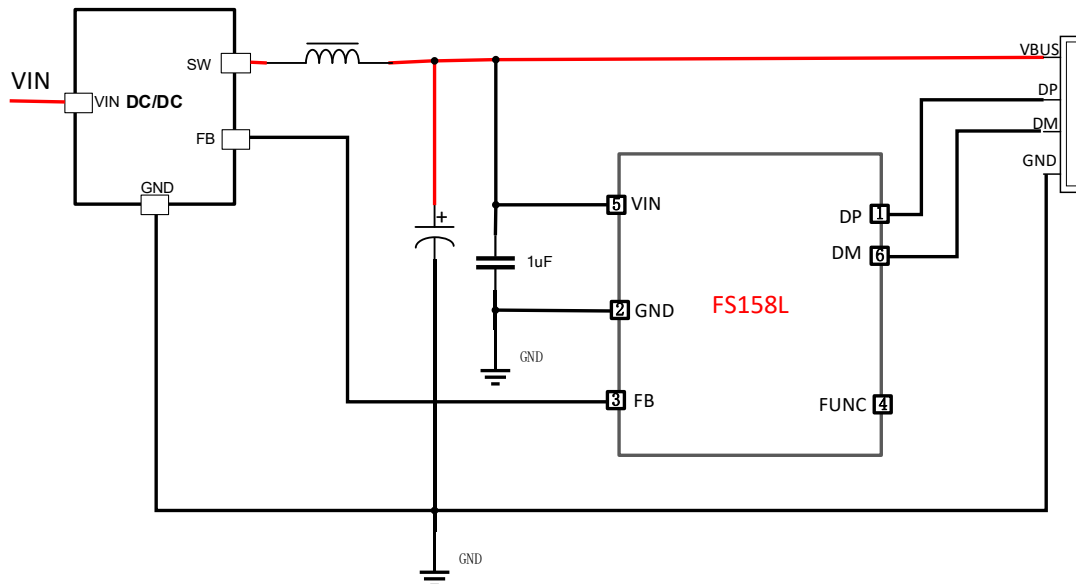 VBUS
SW
VIN
VIN DC/DC
DP
DM
FB
GND
GND
5 VIN
DP 1
+
DM 6
1uF
2 GND
FS158L
GND
3 FB
FUNC 4
GND